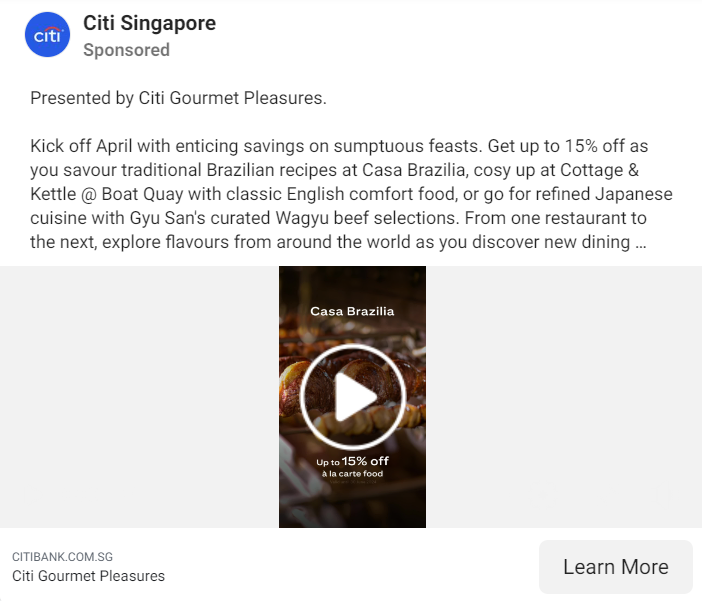 citi
Citi Singapore
Sponsored
Presented by Citi Gourmet Pleasures.
Kick off April with enticing savings on sumptuous feasts. Get up to 15% off as
you savour traditional Brazilian recipes at Casa Brazilia, cosy up at Cottage &
Kettle @ Boat Quay with classic English comfort food, or go for refined Japanese
cuisine with Gyu San's curated Wagyu beef selections. From one restaurant to
the next, explore flavours from around the world as you discover new dining ...
Casa Brazilia
Up to 15% off
à la carte food
CITIBANK.COM.SG
Citi Gourmet Pleasures
Learn More